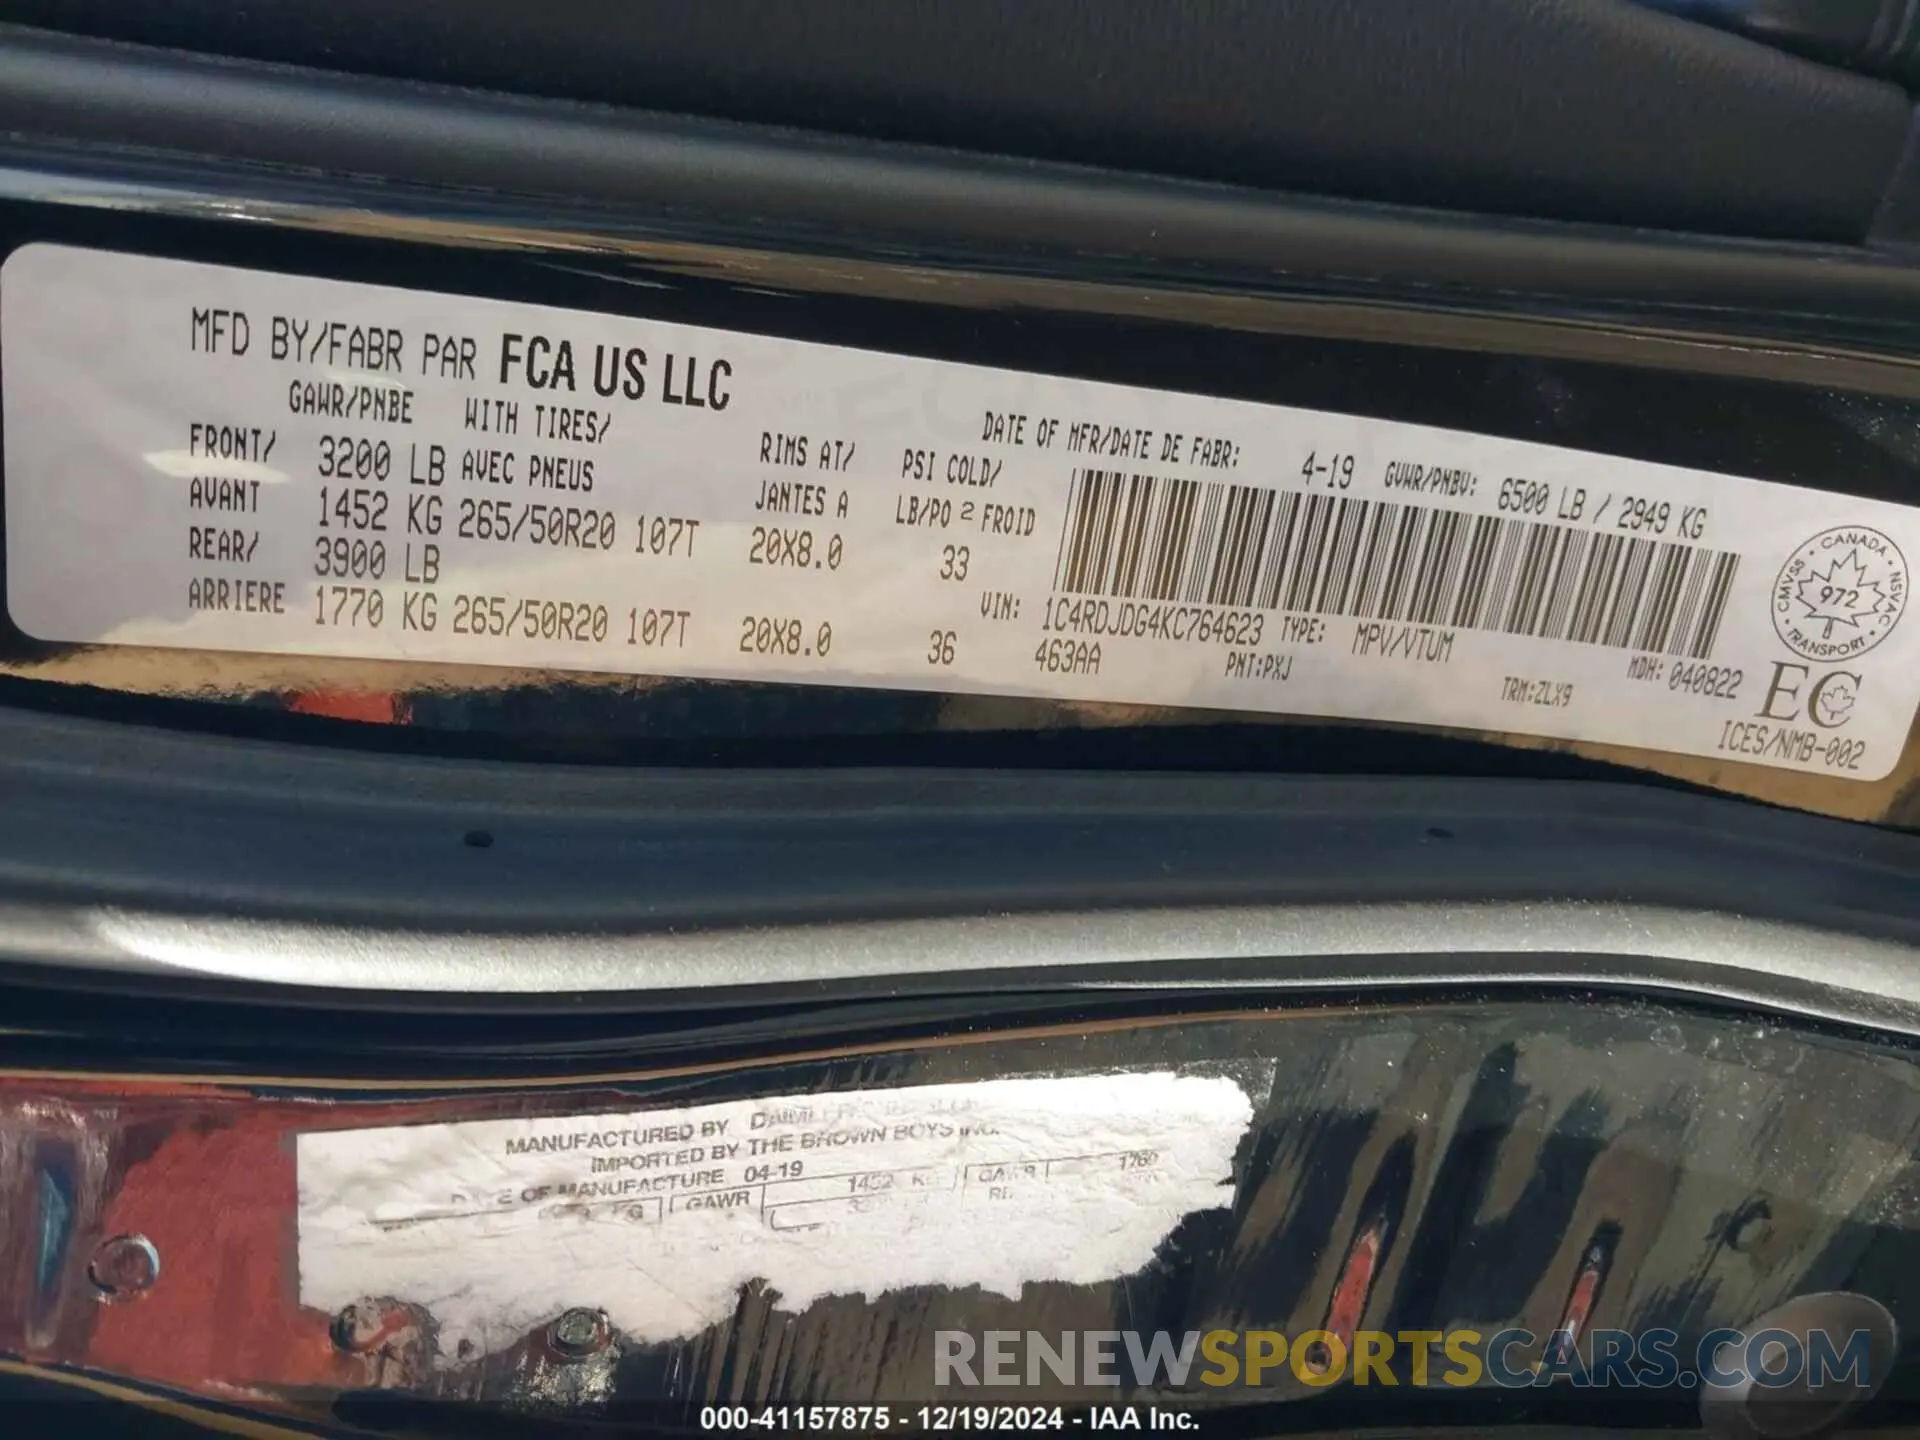 MFD BY/FABR PAR FCA US LLC
GAWR/PNBE WITH TIRES/ RIMS AT/ PSI COLD/
FRONT/ 3200 LB AVEC PNEUS JANTES A LB/PO 2 FROID
AVANT 1452 KG 265/50R20 107T 20X8.0 33
REAR/ 3900 LB
ARRIERE 1770 KG 265/50R20 107T 20X8.0 36
DATE OF MFR/DATE DE FABR: 4-19 GVWR/PNBV: 6500 LB / 2949 KG
VIN: 1C4RDJDG4KC764623 TYPE: MPV/VTUM
463AA PNT:PXJ TRM:ZLX9 MDH: 040822
CANADA
CMVSS NSVAC
972
TRANSPORT
EC
ICES/NMB-002
MANUFACTURED BY
IMPORTED BY THE BROWN BOYS INC.
DATE OF MANUFACTURE 04-19
KG GAWR 1452 KG GAWR 1769
RENEWSPORTSCARS.COM
000-41157875 - 12/19/2024 - IAA Inc.